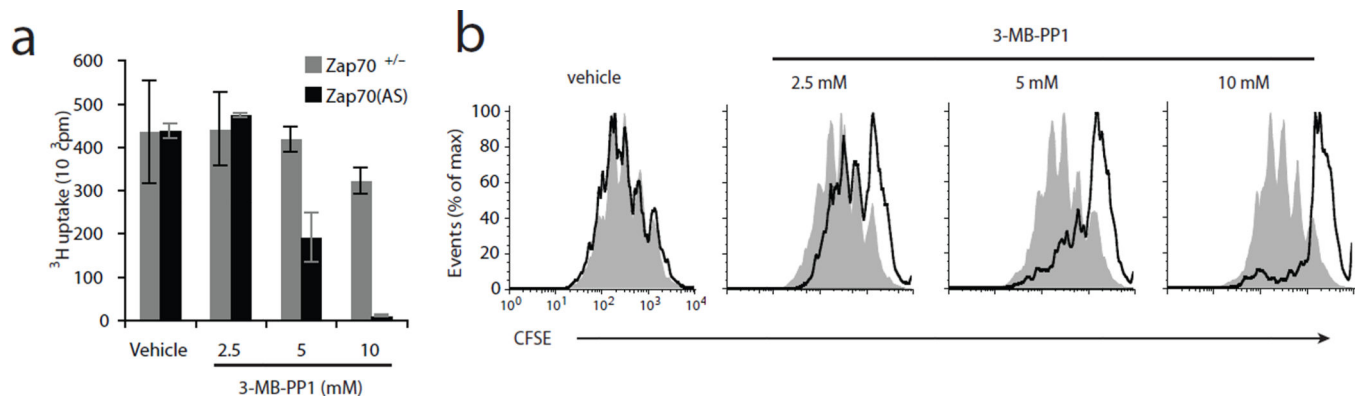 a
600
500
400
300
200
100
0
³H uptake (10 ³cpm)
Zap70 +/–
Zap70(AS)
Vehicle 2.5 5 10
3-MB-PP1 (mM)
b
3-MB-PP1
vehicle 2.5 mM 5 mM 10 mM
100
80
60
40
20
0
Events (% of max)
10⁰ 10¹ 10² 10³ 10⁴
CFSE